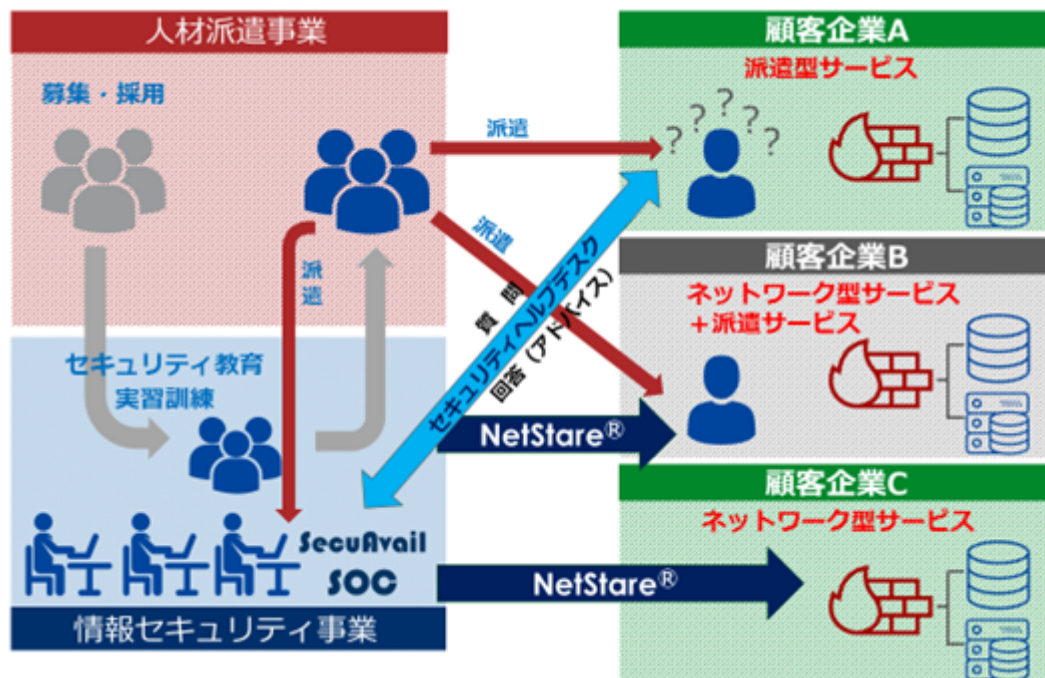 人材派遣事業
募集・採用
派遣
派遣
派
遣
セキュリティ教育
実習訓練
質問
セキュリティヘルプデスク
回答（アドバイス）
SecuAvail
SOC
情報セキュリティ事業
NetStare®
NetStare®
顧客企業A
派遣型サービス
? ? ? ? ?
顧客企業B
ネットワーク型サービス
＋派遣サービス
顧客企業C
ネットワーク型サービス